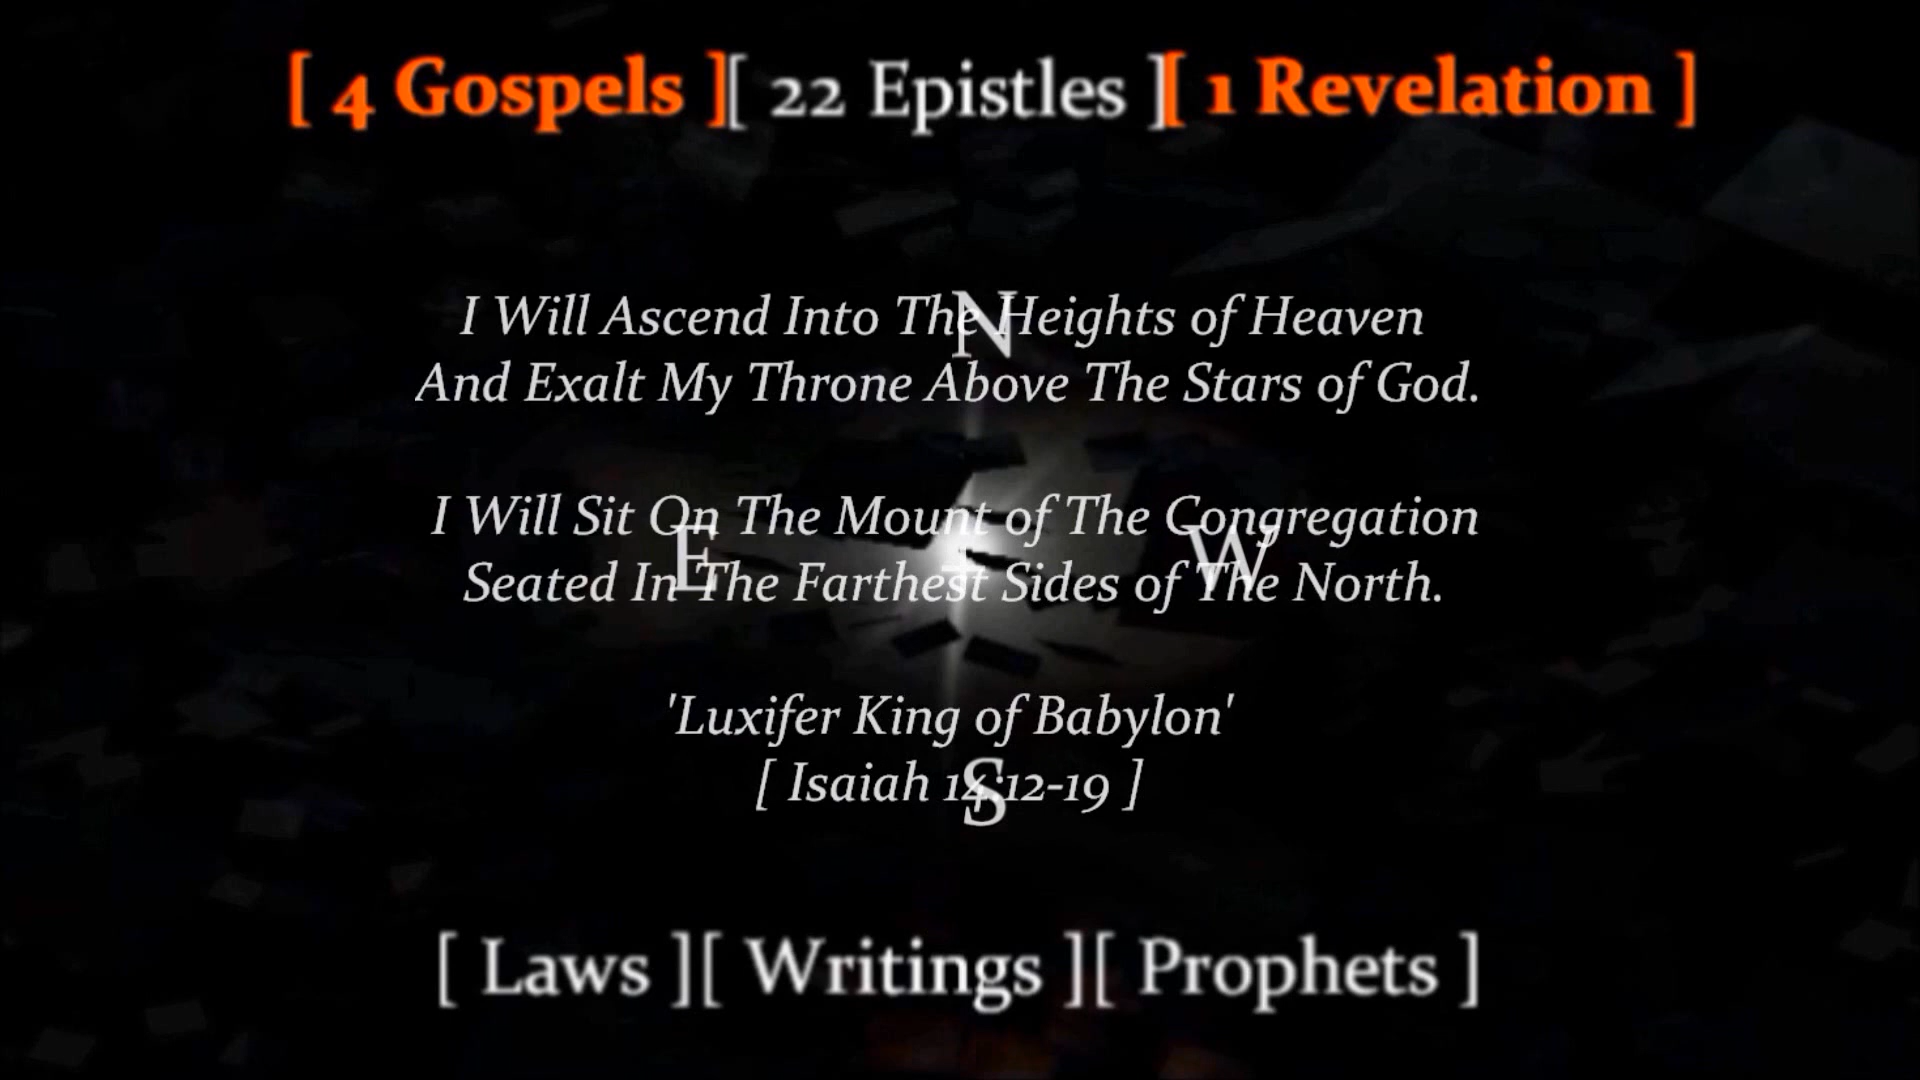 [ 4 Gospels ][ 22 Epistles ][ 1 Revelation ]
N
I Will Ascend Into The Heights of Heaven
And Exalt My Throne Above The Stars of God.
I Will Sit On The Mount of The Congregation
E W
Seated In The Farthest Sides of The North.
'Luxifer King of Babylon'
[ Isaiah 14:12-19 ]
S
[ Laws ][ Writings ][ Prophets ]